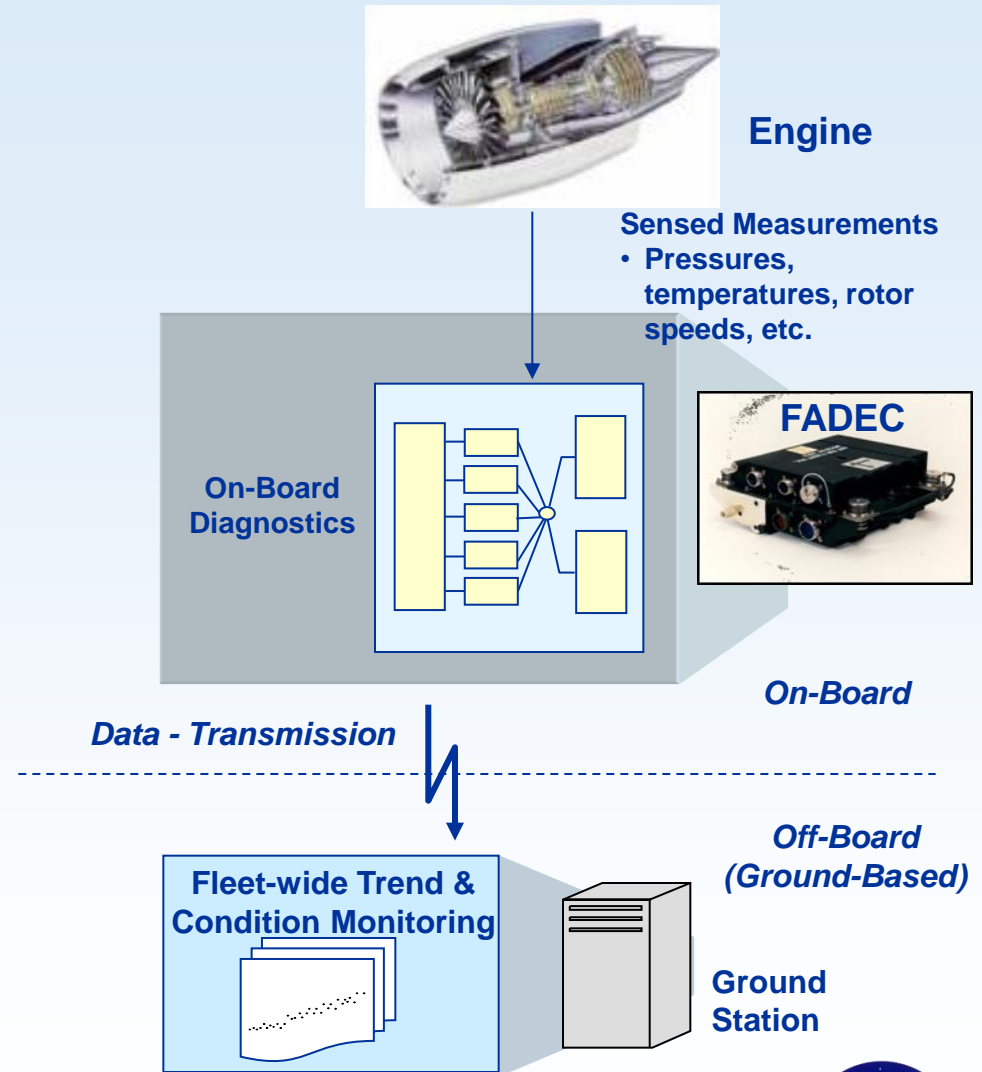 Engine
Sensed Measurements
• Pressures,
temperatures, rotor
speeds, etc.
FADEC
On-Board
Diagnostics
On-Board
Data - Transmission
Off-Board
(Ground-Based)
Fleet-wide Trend &
Condition Monitoring
Ground
Station